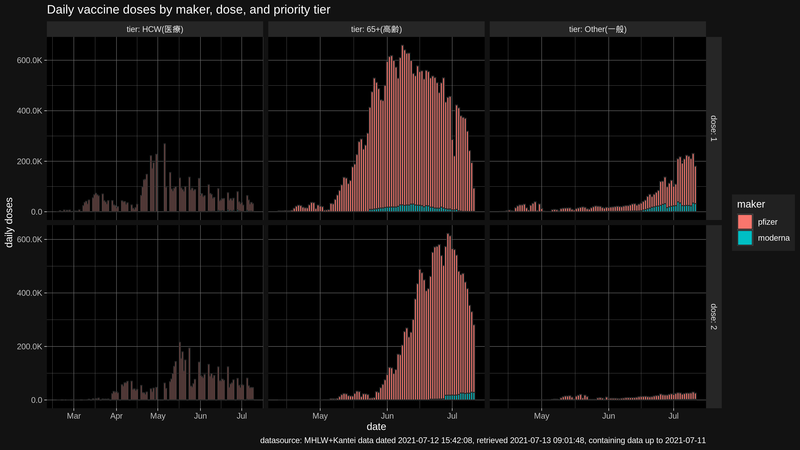 Daily vaccine doses by maker, dose, and priority tier
tier: HCW(医療)
tier: 65+(高齢)
tier: Other(一般)
600.0K
400.0K
200.0K
0.0
dose: 1
600.0K
400.0K
200.0K
0.0
dose: 2
daily doses
Mar Apr May Jun Jul
May Jun Jul
May Jun Jul
date
maker
pfizer
moderna
datasource: MHLW+Kantei data dated 2021-07-12 15:42:08, retrieved 2021-07-13 09:01:48, containing data up to 2021-07-11